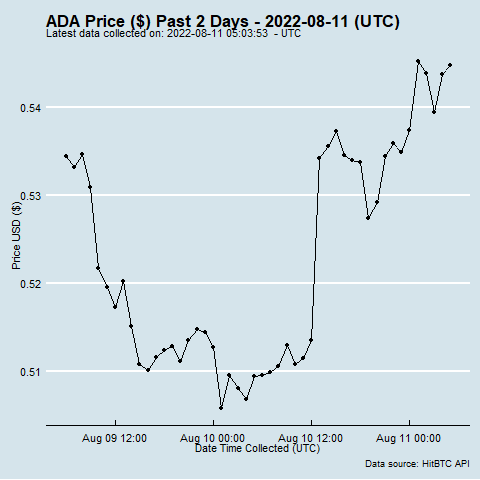 ADA Price ($) Past 2 Days - 2022-08-11 (UTC)
Latest data collected on: 2022-08-11 05:03:53 - UTC
0.54
0.53
0.52
0.51
Price USD ($)
Aug 09 12:00 Aug 10 00:00 Aug 10 12:00 Aug 11 00:00
Date Time Collected (UTC)
Data source: HitBTC API